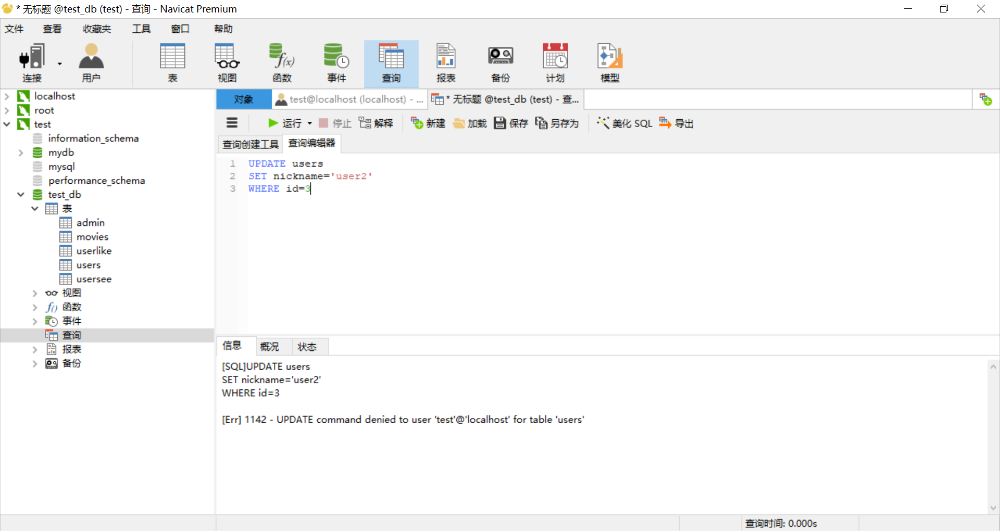 * 无标题 @test_db (test) - 查询 - Navicat Premium
文件 查看 收藏夹 工具 窗口 帮助
连接 用户 表 视图 函数 事件 查询 报表 备份 计划 模型
localhost
root
test
information_schema
mydb
mysql
performance_schema
test_db
表
admin
movies
userlike
users
usersee
视图
函数
事件
查询
报表
备份
对象 test@localhost (localhost) - ... * 无标题 @test_db (test) - 查...
运行 停止 解释 新建 加载 保存 另存为 美化 SQL 导出
查询创建工具 查询编辑器
1 UPDATE users
2 SET nickname='user2'
3 WHERE id=3
信息 概况 状态
[SQL]UPDATE users
SET nickname='user2'
WHERE id=3
[Err] 1142 - UPDATE command denied to user 'test'@'localhost' for table 'users'
查询时间: 0.000s